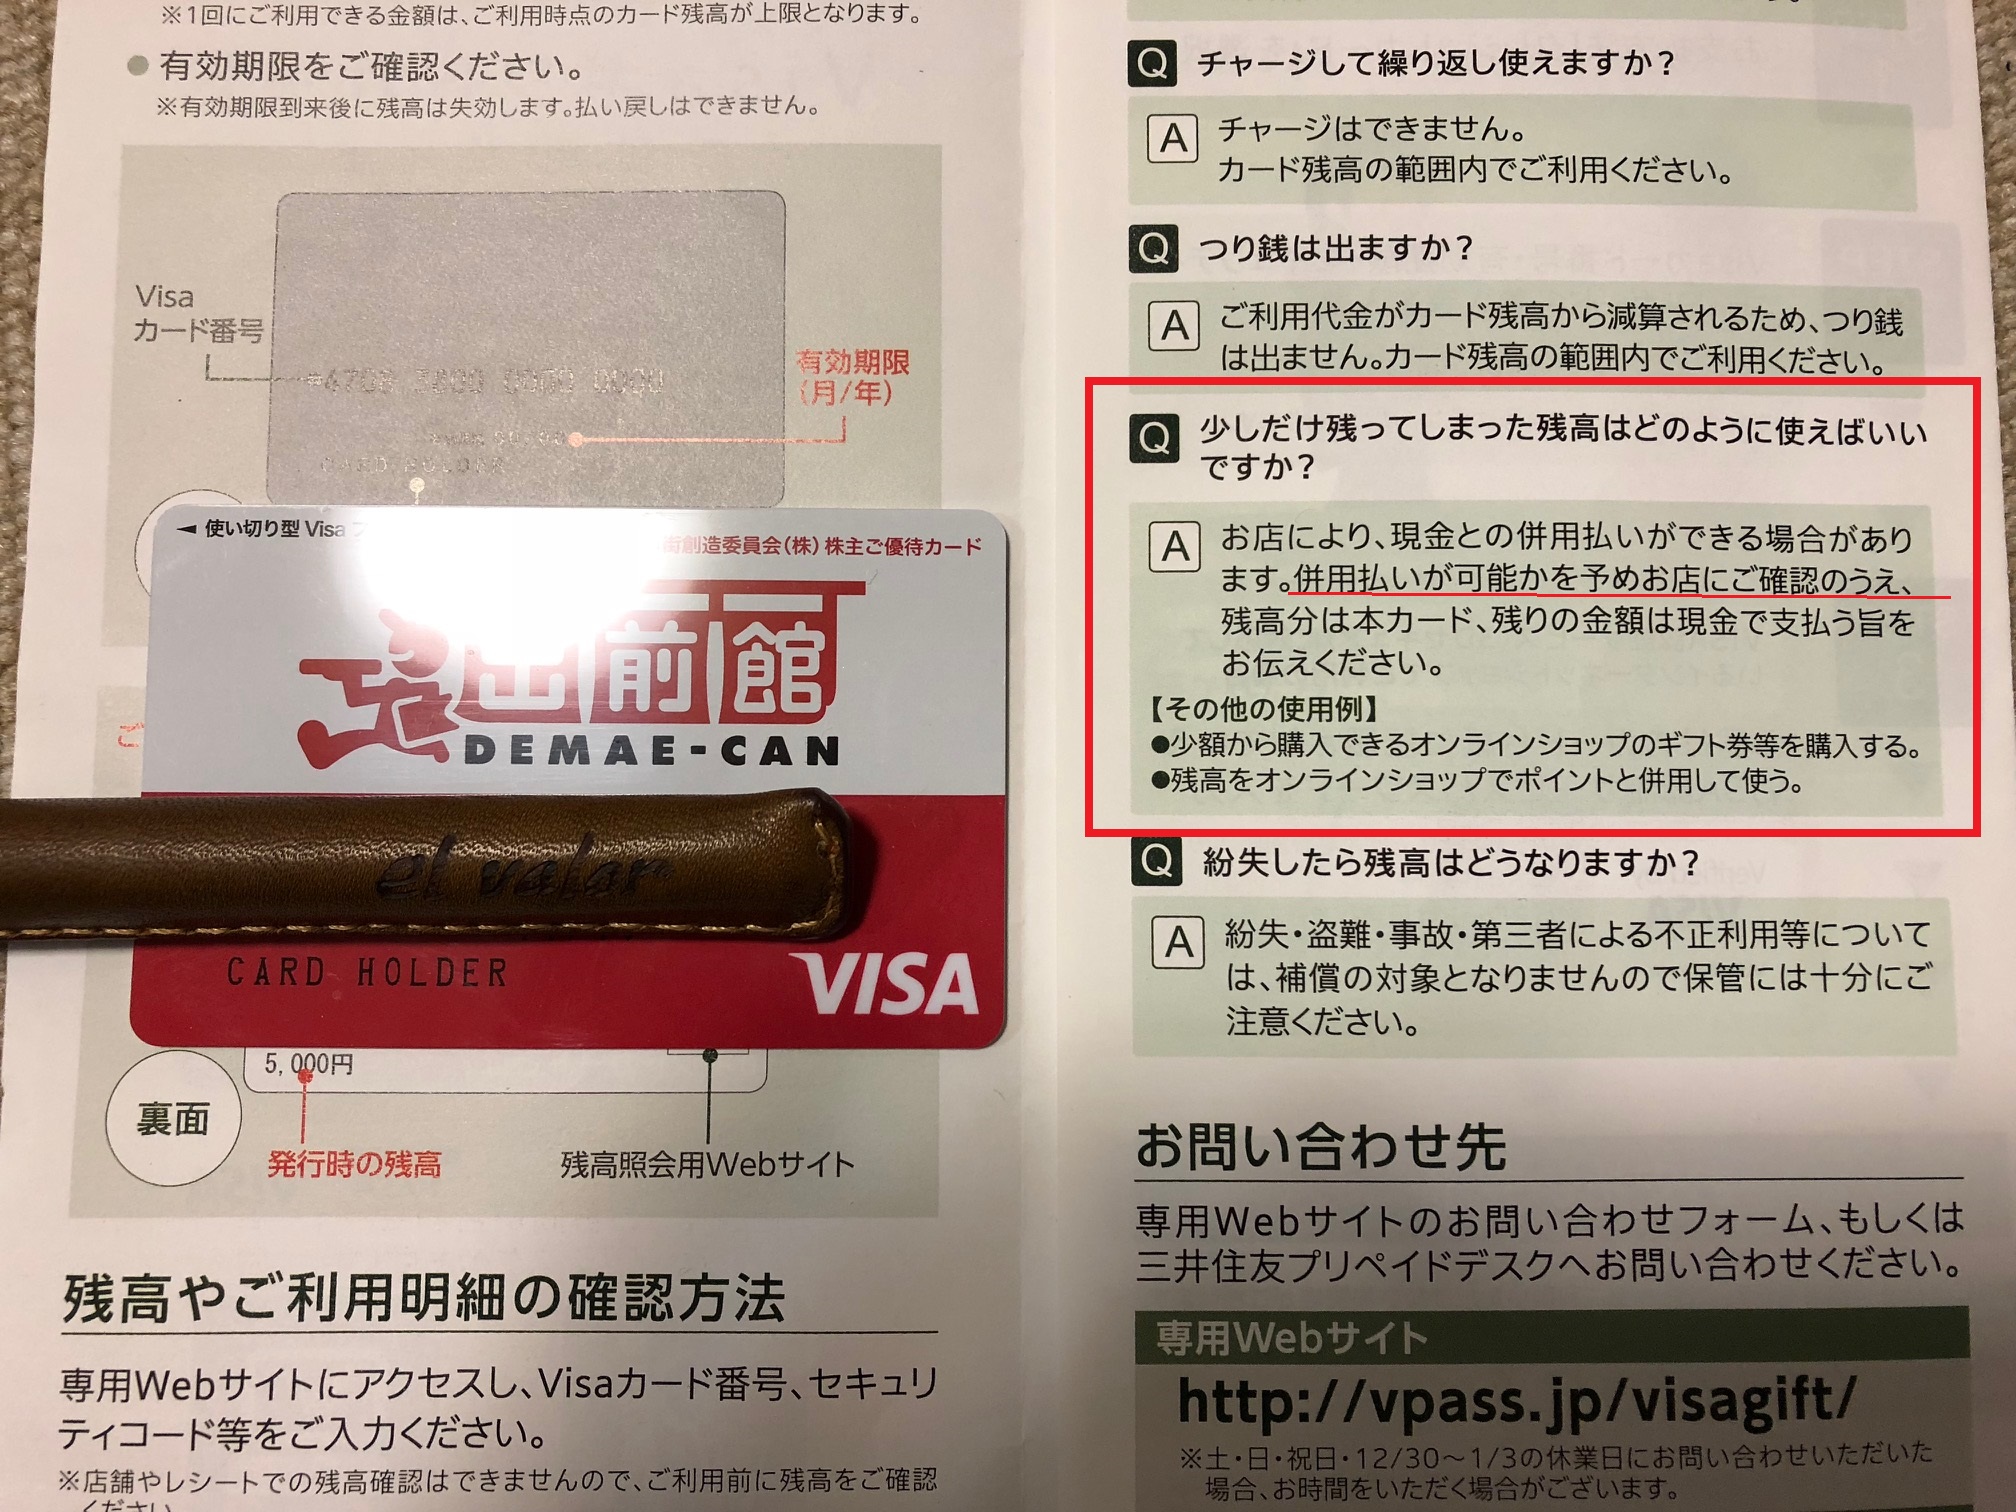 ※1回にご利用できる金額は、ご利用時点のカード残高が上限となります。
● 有効期限をご確認ください。
※有効期限到来後に残高は失効します。払い戻しはできません。
Visa
カード番号
有効期限
(月/年)
CARD HOLDER
◄ 使い切り型 Visa
街創造委員会(株)株主ご優待カード
出前館
DEMAE-CAN
el valor
CARD HOLDER
VISA
5,000円
裏面
発行時の残高
残高照会用Webサイト
残高やご利用明細の確認方法
専用Webサイトにアクセスし、Visaカード番号、セキュリ
ティコード等をご入力ください。
※店舗やレシートでの残高確認はできませんので、ご利用前に残高をご確認
ください。
Q チャージして繰り返し使えますか？
A チャージはできません。
カード残高の範囲内でご利用ください。
Q つり銭は出ますか？
A ご利用代金がカード残高から減算されるため、つり銭
は出ません。カード残高の範囲内でご利用ください。
Q 少しだけ残ってしまった残高はどのように使えばいい
ですか？
A お店により、現金との併用払いができる場合があり
ます。併用払いが可能かを予めお店にご確認のうえ、
残高分は本カード、残りの金額は現金で支払う旨を
お伝えください。
【その他の使用例】
●少額から購入できるオンラインショップのギフト券等を購入する。
●残高をオンラインショップでポイントと併用して使う。
Q 紛失したら残高はどうなりますか？
A 紛失・盗難・事故・第三者による不正利用等について
は、補償の対象となりませんので保管には十分にご
注意ください。
お問い合わせ先
専用Webサイトのお問い合わせフォーム、もしくは
三井住友プリペイドデスクへお問い合わせください。
専用Webサイト
http://vpass.jp/visagift/
※土・日・祝日・12/30～1/3の休業日にお問い合わせいただいた
場合、お時間をいただく場合がございます。